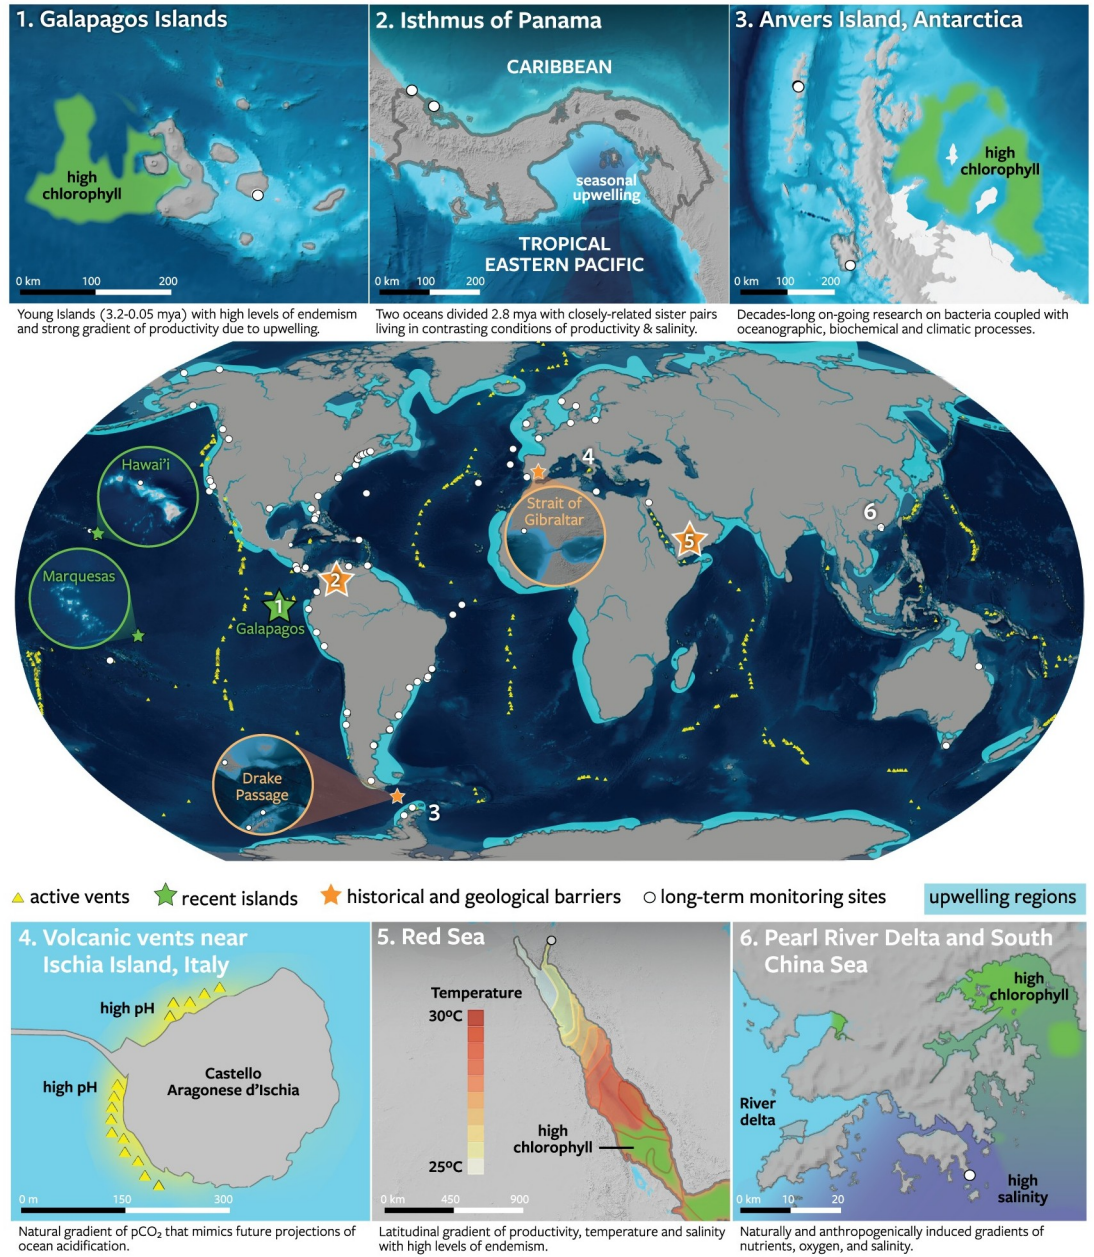 1. Galapagos Islands
high
chlorophyll
0 km 100 200
Young Islands (3.2-0.05 mya) with high levels of endemism
and strong gradient of productivity due to upwelling.
2. Isthmus of Panama
CARIBBEAN
seasonal
upwelling
TROPICAL
EASTERN PACIFIC
0 km 100 200
Two oceans divided 2.8 mya with closely-related sister pairs
living in contrasting conditions of productivity & salinity.
3. Anvers Island, Antarctica
high
chlorophyll
0 km 100 200
Decades-long on-going research on bacteria coupled with
oceanographic, biochemical and climatic processes.
Hawai'i
4
Strait of
Gibraltar
6
5
Marquesas
2
1
Galapagos
Drake
Passage
3
active vents
recent islands
historical and geological barriers
long-term monitoring sites
upwelling regions
4. Volcanic vents near
Ischia Island, Italy
high pH
high pH
Castello
Aragonese d'Ischia
0 m 150 300
Natural gradient of pCO₂ that mimics future projections of
ocean acidification.
5. Red Sea
Temperature
30ºC
25ºC
high
chlorophyll
0 km 450 900
Latitudinal gradient of productivity, temperature and salinity
with high levels of endemism.
6. Pearl River Delta and South
China Sea
high
chlorophyll
River
delta
high
salinity
0 km 10 20
Naturally and anthropogenically induced gradients of
nutrients, oxygen, and salinity.